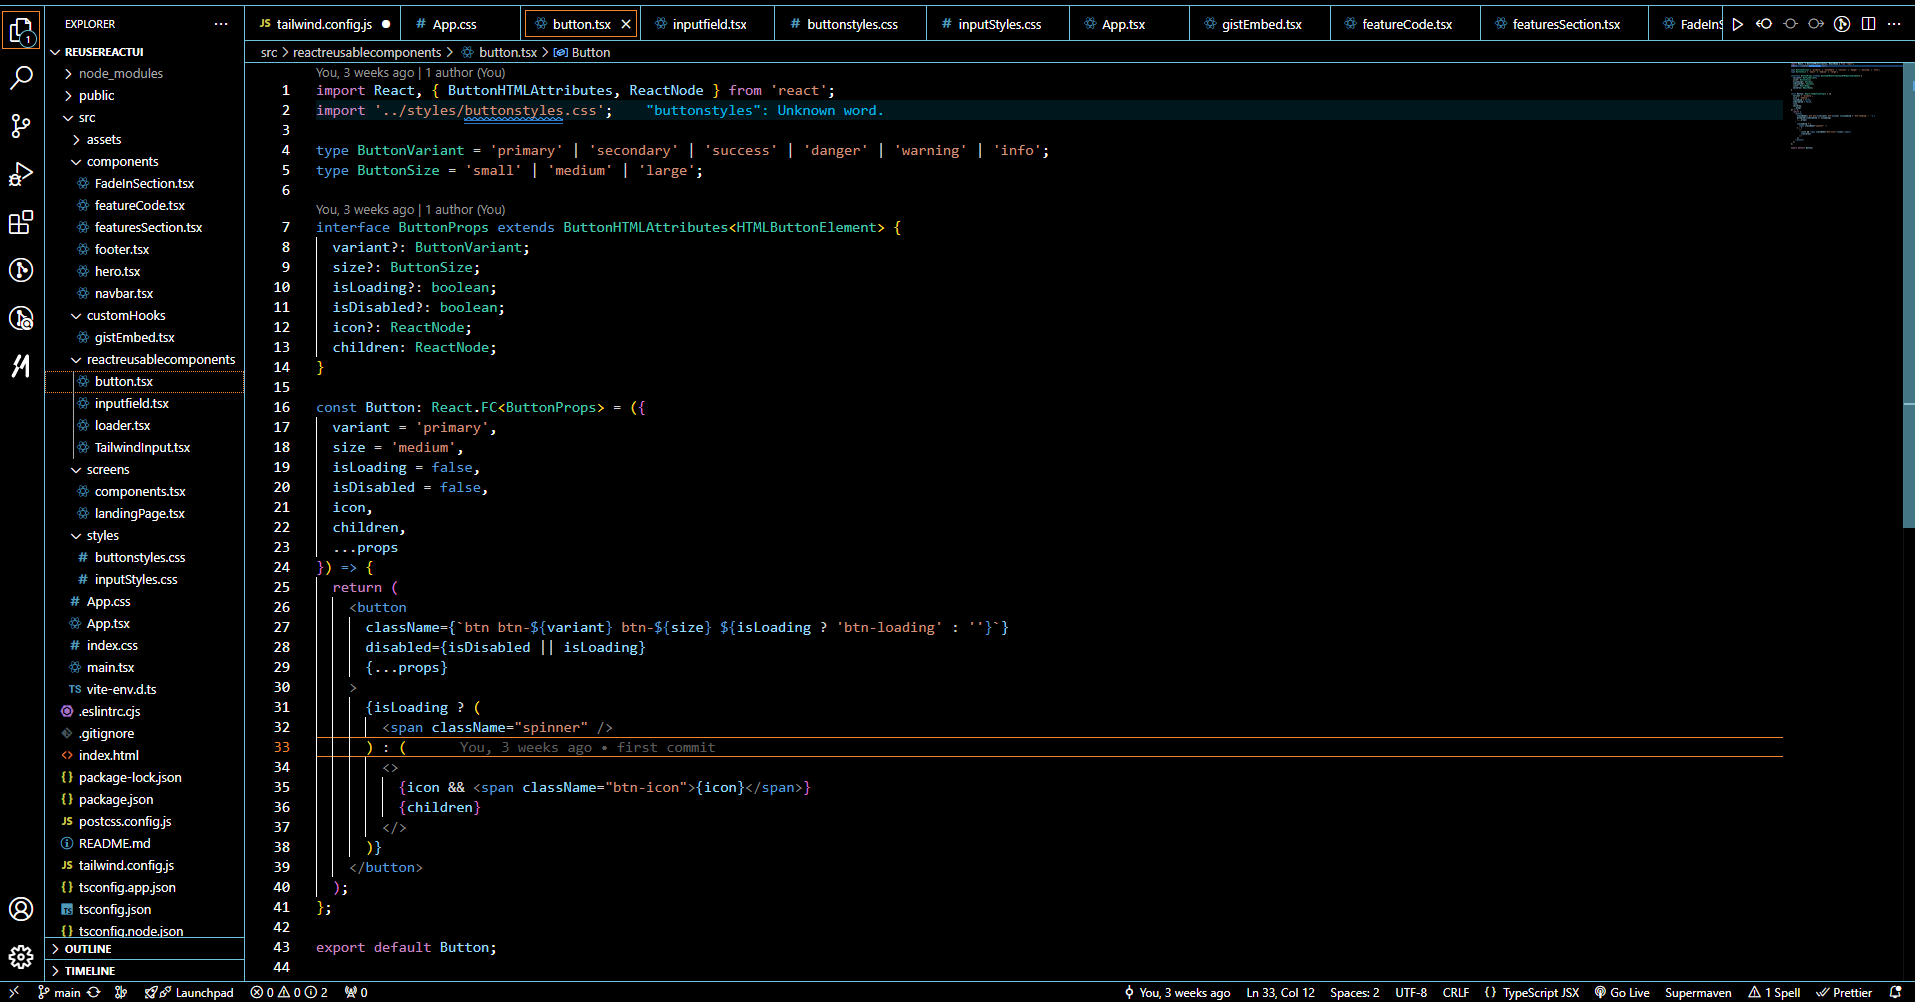 EXPLORER
REUSEREACTUI
node_modules
public
src
assets
components
FadeInSection.tsx
featureCode.tsx
featuresSection.tsx
footer.tsx
hero.tsx
navbar.tsx
customHooks
gistEmbed.tsx
reactreusablecomponents
button.tsx
inputfield.tsx
loader.tsx
TailwindInput.tsx
screens
components.tsx
landingPage.tsx
styles
# buttonstyles.css
# inputStyles.css
# App.css
App.tsx
# index.css
main.tsx
TS vite-env.d.ts
.eslintrc.cjs
.gitignore
<> index.html
{} package-lock.json
{} package.json
JS postcss.config.js
README.md
JS tailwind.config.js
{} tsconfig.app.json
TS tsconfig.json
{} tsconfig.node.json
OUTLINE
TIMELINE
JS tailwind.config.js ● # App.css button.tsx × inputfield.tsx # buttonstyles.css # inputStyles.css App.tsx gistEmbed.tsx featureCode.tsx featuresSection.tsx FadeInS
src > reactreusablecomponents > button.tsx > Button
You, 3 weeks ago | 1 author (You)
1 import React, { ButtonHTMLAttributes, ReactNode } from 'react';
2 import '../styles/buttonstyles.css'; "buttonstyles": Unknown word.
3
4 type ButtonVariant = 'primary' | 'secondary' | 'success' | 'danger' | 'warning' | 'info';
5 type ButtonSize = 'small' | 'medium' | 'large';
6
You, 3 weeks ago | 1 author (You)
7 interface ButtonProps extends ButtonHTMLAttributes<HTMLButtonElement> {
8 variant?: ButtonVariant;
9 size?: ButtonSize;
10 isLoading?: boolean;
11 isDisabled?: boolean;
12 icon?: ReactNode;
13 children: ReactNode;
14 }
15
16 const Button: React.FC<ButtonProps> = ({
17 variant = 'primary',
18 size = 'medium',
19 isLoading = false,
20 isDisabled = false,
21 icon,
22 children,
23 ...props
24 }) => {
25 return (
26 <button
27 className={`btn btn-${variant} btn-${size} ${isLoading ? 'btn-loading' : ''}`}
28 disabled={isDisabled || isLoading}
29 {...props}
30 >
31 {isLoading ? (
32 <span className="spinner" />
33 ) : ( You, 3 weeks ago • first commit
34 <>
35 {icon && <span className="btn-icon">{icon}</span>}
36 {children}
37 </>
38 )}
39 </button>
40 );
41 };
42
43 export default Button;
44
main Launchpad 0 0 2 0 You, 3 weeks ago Ln 33, Col 12 Spaces: 2 UTF-8 CRLF {} TypeScript JSX Go Live Supermaven 1 Spell Prettier